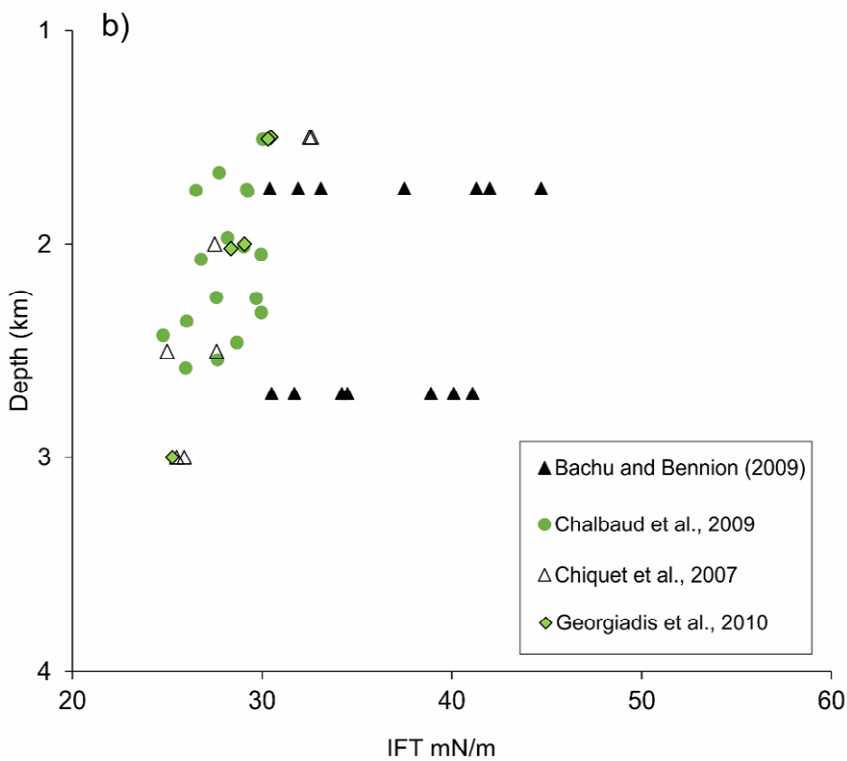 b)
1
2
3
4
Depth (km)
20 30 40 50 60
IFT mN/m
Bachu and Bennion (2009)
Chalbaud et al., 2009
Chiquet et al., 2007
Georgiadis et al., 2010